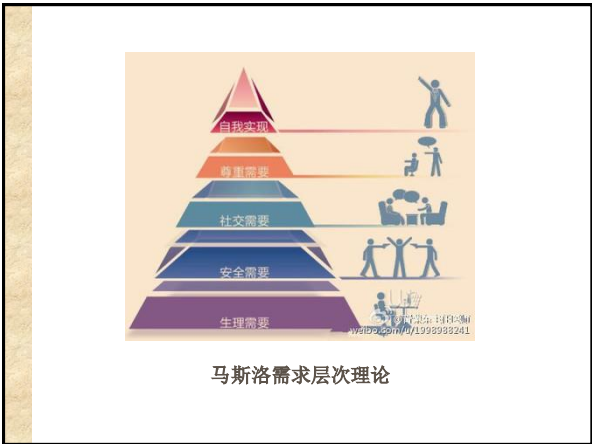 自我实现
尊重需要
社交需要
安全需要
生理需要
weibo.com/u/1998988241
马斯洛需求层次理论